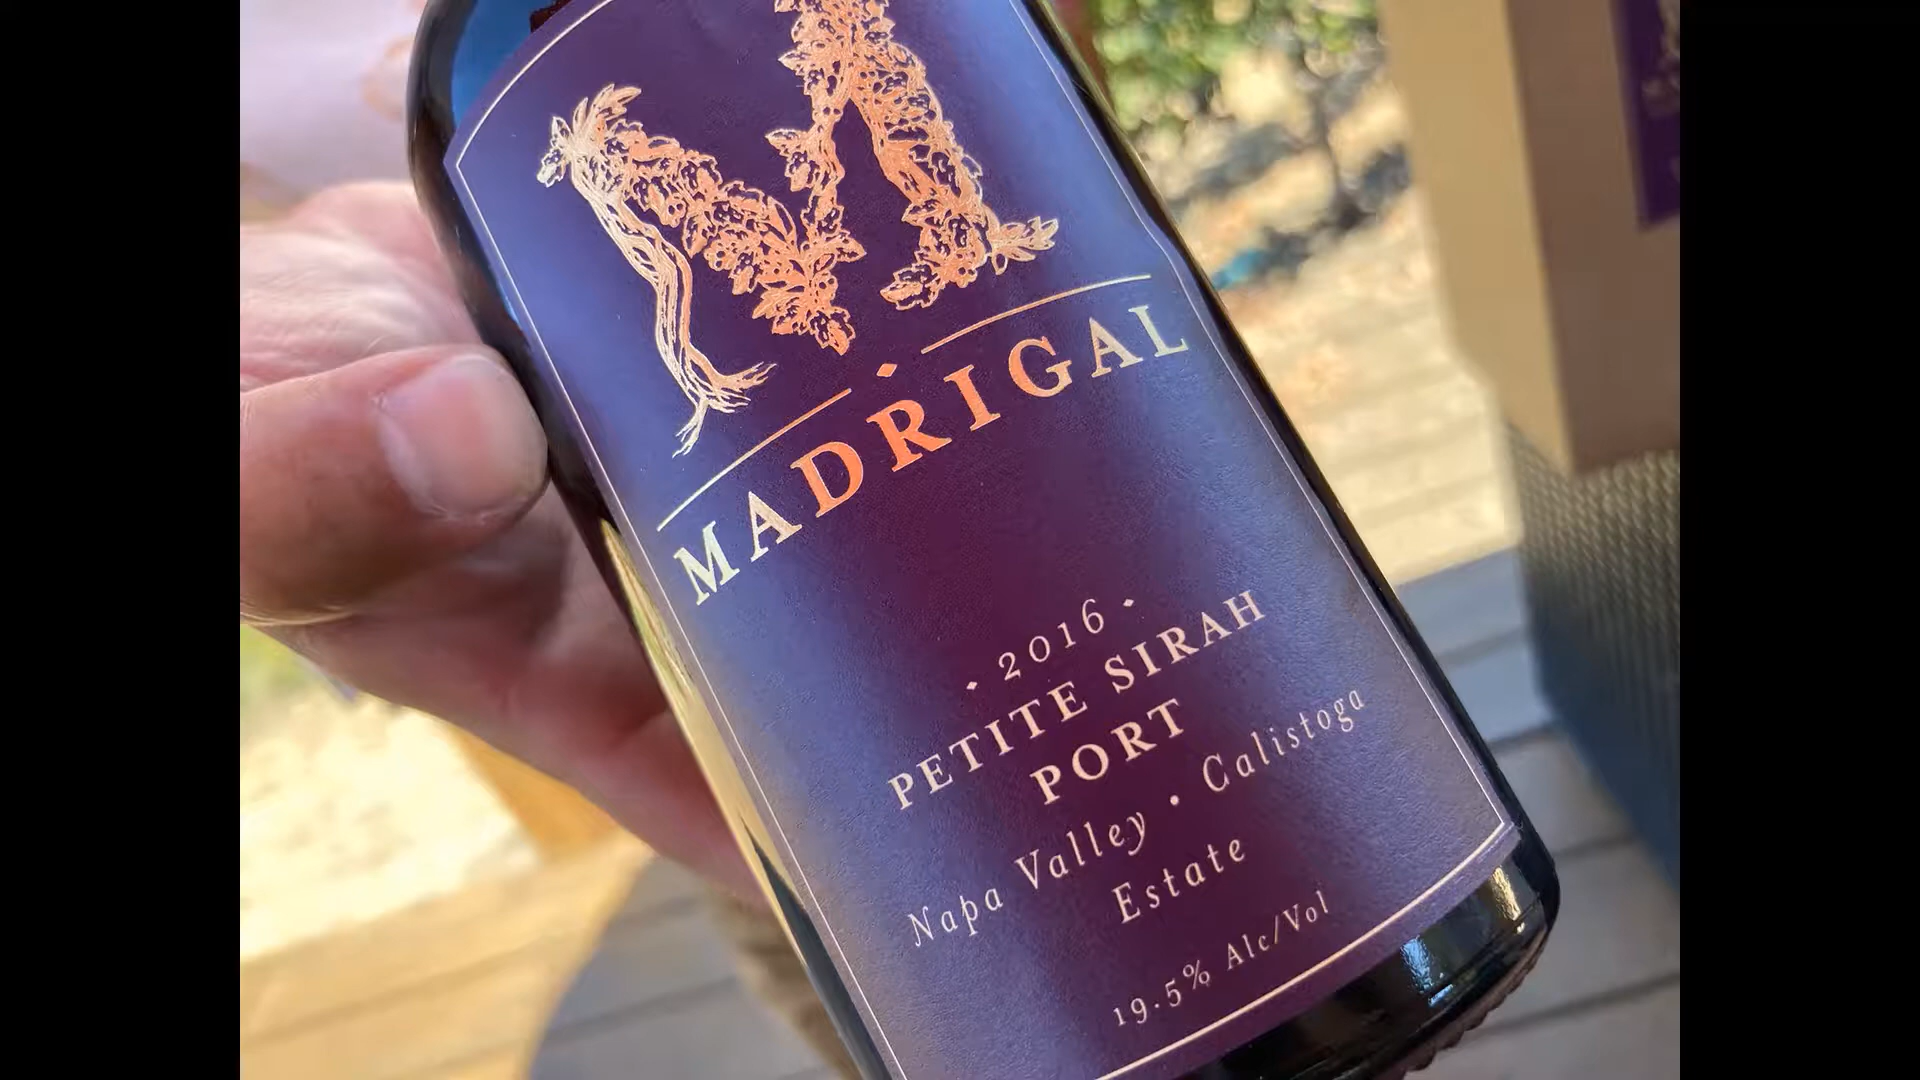 M
MADRIGAL
· 2016 ·
PETITE SIRAH
PORT
Napa Valley • Calistoga
Estate
19.5% Alc/Vol